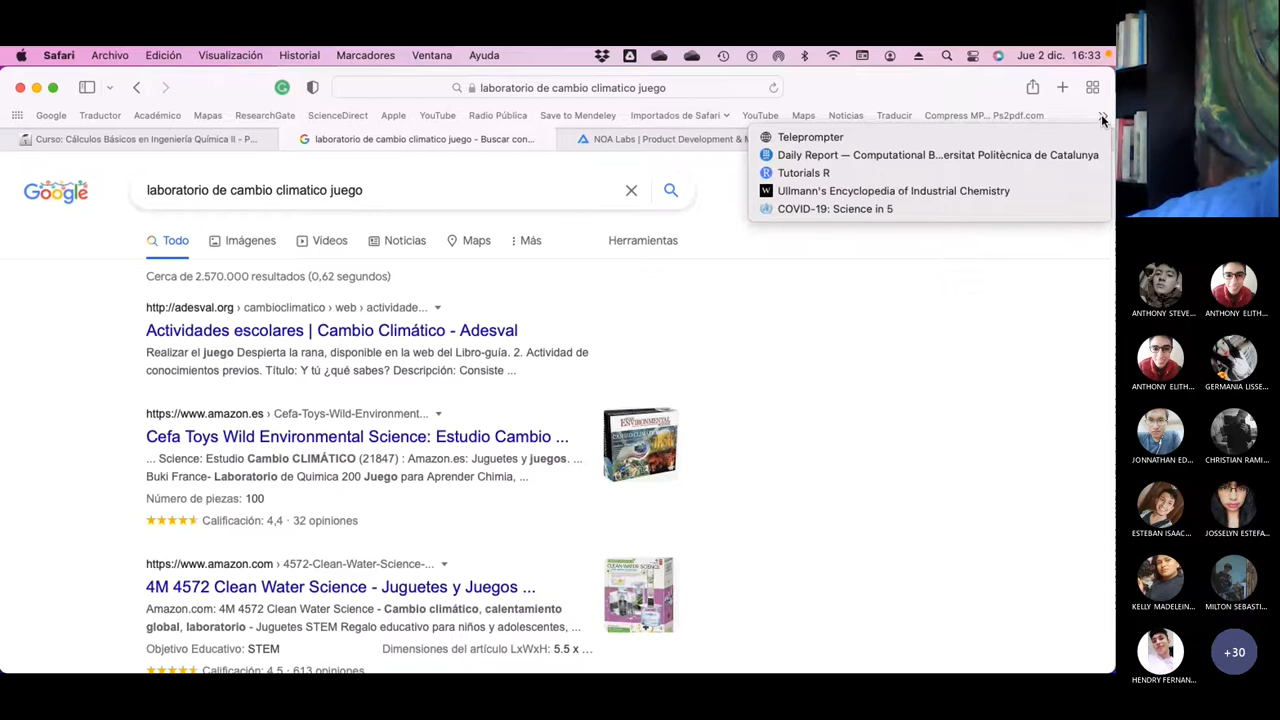 Safari Archivo Edición Visualización Historial Marcadores Ventana Ayuda Jue 2 dic. 16:33
laboratorio de cambio climatico juego
Google Traductor Académico Mapas ResearchGate ScienceDirect Apple YouTube Radio Pública Save to Mendeley Importados de Safari YouTube Maps Noticias Traducir Compress MP... Ps2pdf.com
Curso: Cálculos Básicos en Ingeniería Química II - P... laboratorio de cambio climatico juego - Buscar con... NOA Labs | Product Development & M
Teleprompter
Daily Report — Computational B...ersitat Politècnica de Catalunya
Tutorials R
Ullmann's Encyclopedia of Industrial Chemistry
COVID-19: Science in 5
Google laboratorio de cambio climatico juego
Todo Imágenes Videos Noticias Maps Más Herramientas
Cerca de 2.570.000 resultados (0,62 segundos)
http://adesval.org › cambioclimatico › web › actividade...
Actividades escolares | Cambio Climático - Adesval
Realizar el juego Despierta la rana, disponible en la web del Libro-guía. 2. Actividad de
conocimientos previos. Título: Y tú ¿qué sabes? Descripción: Consiste ...
https://www.amazon.es › Cefa-Toys-Wild-Environment...
Cefa Toys Wild Environmental Science: Estudio Cambio ...
... Science: Estudio Cambio CLIMÁTICO (21847) : Amazon.es: Juguetes y juegos. ...
Buki France- Laboratorio de Quimica 200 Juego para Aprender Chimia, ...
Número de piezas: 100
Calificación: 4,4 · 32 opiniones
https://www.amazon.com › 4572-Clean-Water-Science-...
4M 4572 Clean Water Science - Juguetes y Juegos ...
Amazon.com: 4M 4572 Clean Water Science - Cambio climático, calentamiento
global, laboratorio - Juguetes STEM Regalo educativo para niños y adolescentes, ...
Objetivo Educativo: STEM Dimensiones del artículo LxWxH: 5.5 x ...
Calificación: 4,5 · 613 opiniones
ANTHONY STEVE... ANTHONY ELITH...
ANTHONY ELITH... GERMANIA LISSE...
JONNATHAN ED... CHRISTIAN RAMI...
ESTEBAN ISAAC... JOSSELYN ESTEFA...
KELLY MADELEIN... MILTON SEBASTI...
HENDRY FERNAN... +30